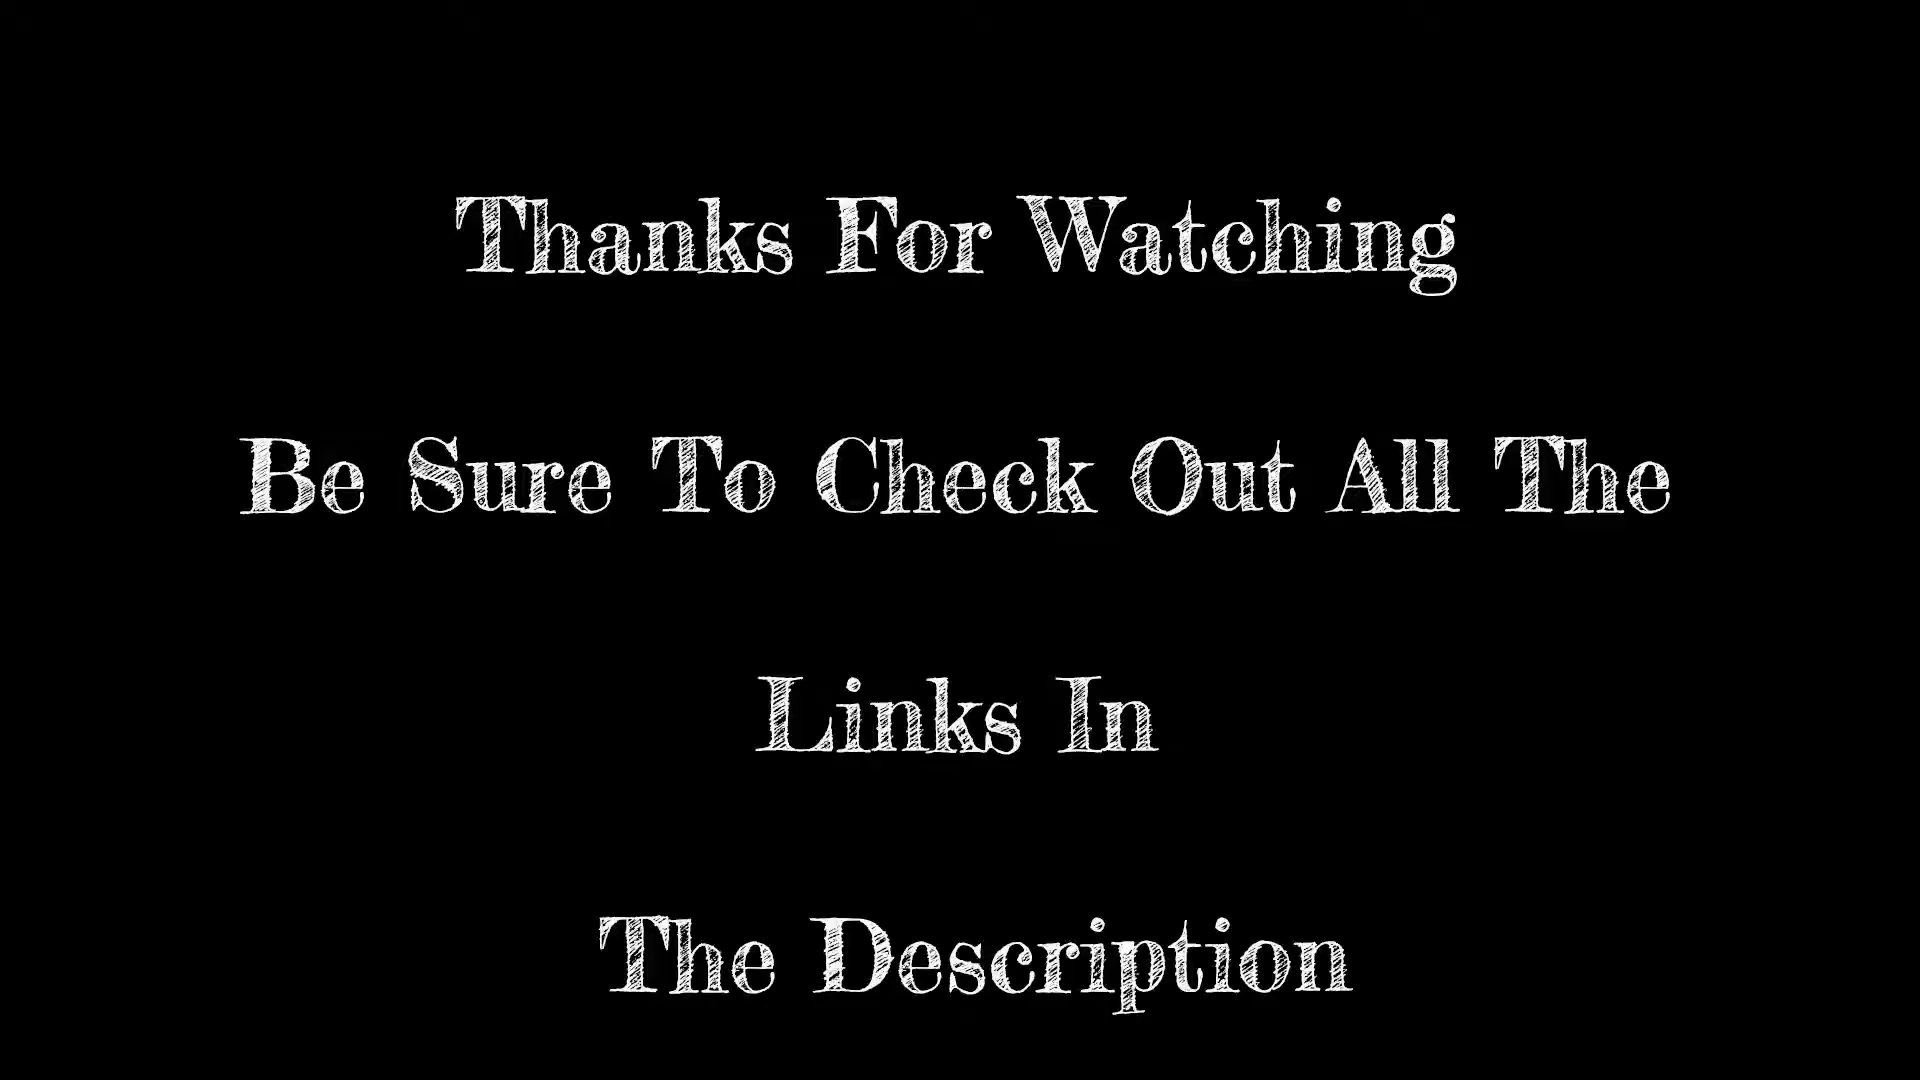 Thanks For Watching
Be Sure To Check Out All The
Links In
The Description